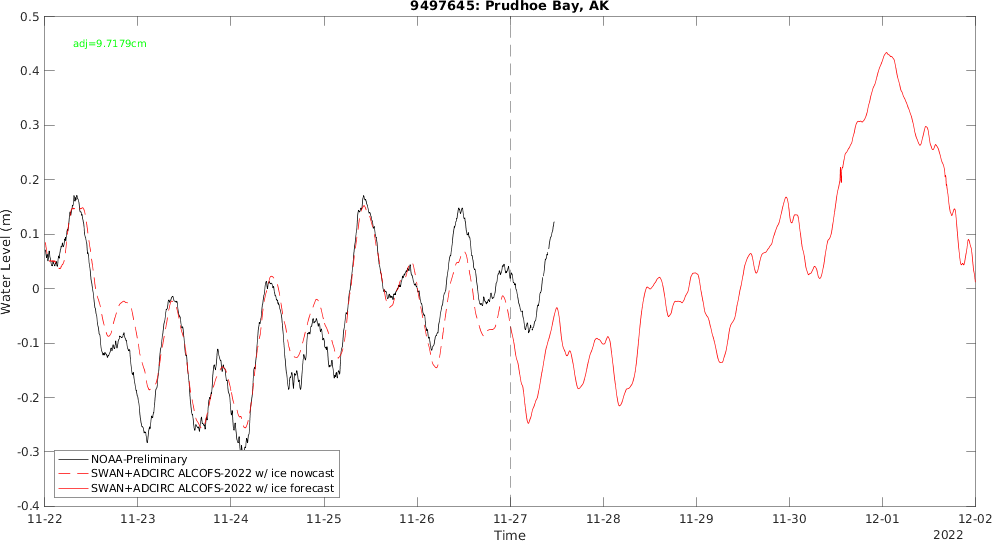 9497645: Prudhoe Bay, AK
adj=9.7179cm
0.5
0.4
0.3
0.2
0.1
0
-0.1
-0.2
-0.3
-0.4
Water Level (m)
NOAA-Preliminary
SWAN+ADCIRC ALCOFS-2022 w/ ice nowcast
SWAN+ADCIRC ALCOFS-2022 w/ ice forecast
11-22 11-23 11-24 11-25 11-26 11-27 11-28 11-29 11-30 12-01 12-02
Time
2022